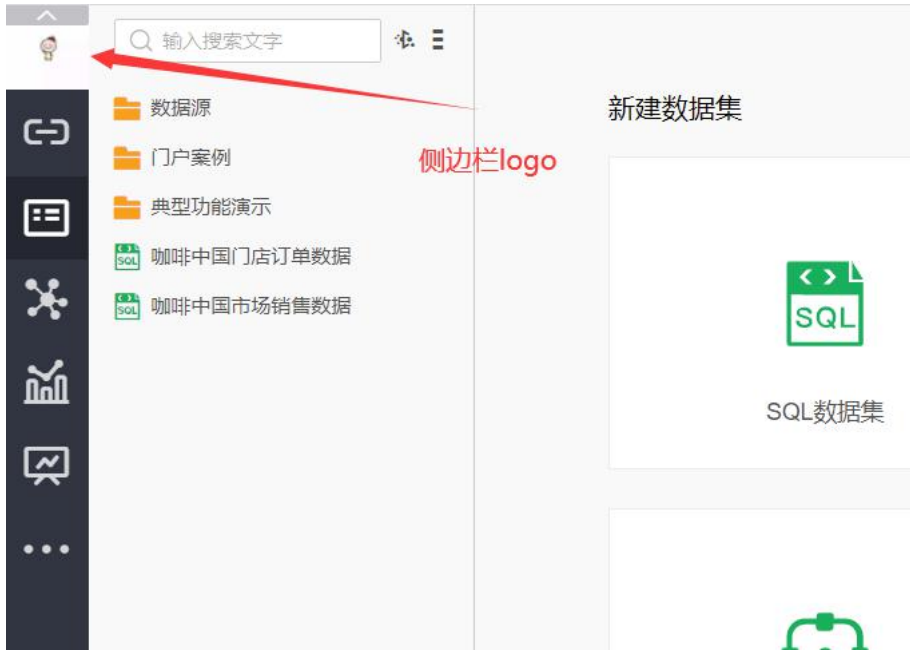 输入搜索文字
数据源
门户案例
典型功能演示
SQL 咖啡中国门店订单数据
SQL 咖啡中国市场销售数据
侧边栏logo
新建数据集
SQL
SQL数据集